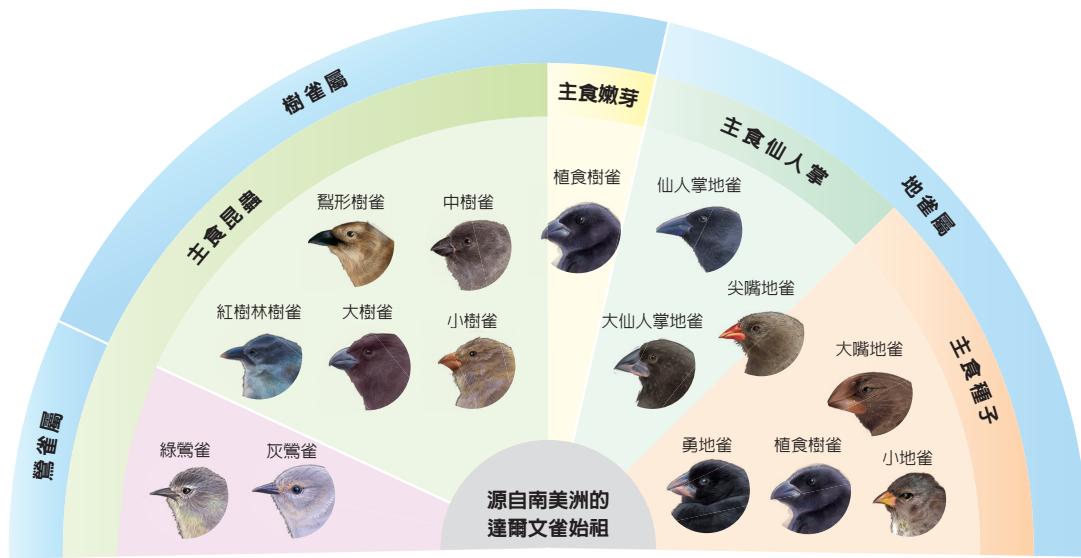 樹雀屬
主食嫩芽
主食仙人掌
地雀屬
主食昆蟲
植食樹雀
仙人掌地雀
鴷形樹雀
中樹雀
尖嘴地雀
紅樹林樹雀
大樹雀
小樹雀
大仙人掌地雀
大嘴地雀
主食種子
鶯雀屬
綠鶯雀
灰鶯雀
勇地雀
植食樹雀
小地雀
源自南美洲的
達爾文雀始祖